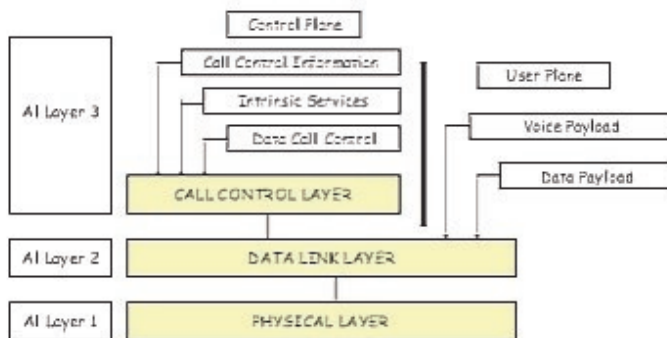 Control Plane
Call Control Information
User Plane
Intrinsic Services
AI Layer 3
Voice Payload
Data Call Control
Data Payload
CALL CONTROL LAYER
AI Layer 2
DATA LINK LAYER
AI Layer 1
PHYSICAL LAYER